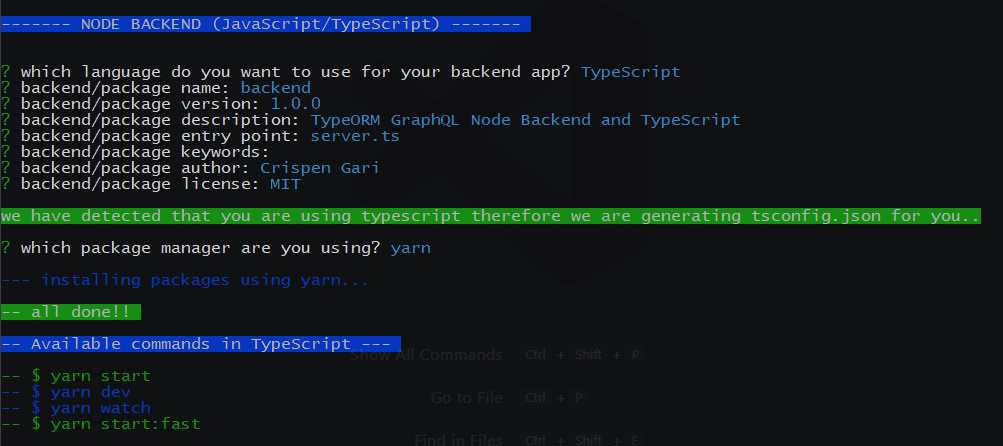 ------- NODE BACKEND (JavaScript/TypeScript) -------
? which language do you want to use for your backend app? TypeScript
? backend/package name: backend
? backend/package version: 1.0.0
? backend/package description: TypeORM GraphQL Node Backend and TypeScript
? backend/package entry point: server.ts
? backend/package keywords:
? backend/package author: Crispen Gari
? backend/package license: MIT
we have detected that you are using typescript therefore we are generating tsconfig.json for you..
? which package manager are you using? yarn
--- installing packages using yarn...
-- all done!!
-- Available commands in TypeScript ---
Show All Commands Ctrl + Shift + P
-- $ yarn start
-- $ yarn dev
Go to File Ctrl + P
-- $ yarn watch
-- $ yarn start:fast
Find in Files Ctrl + Shift + F